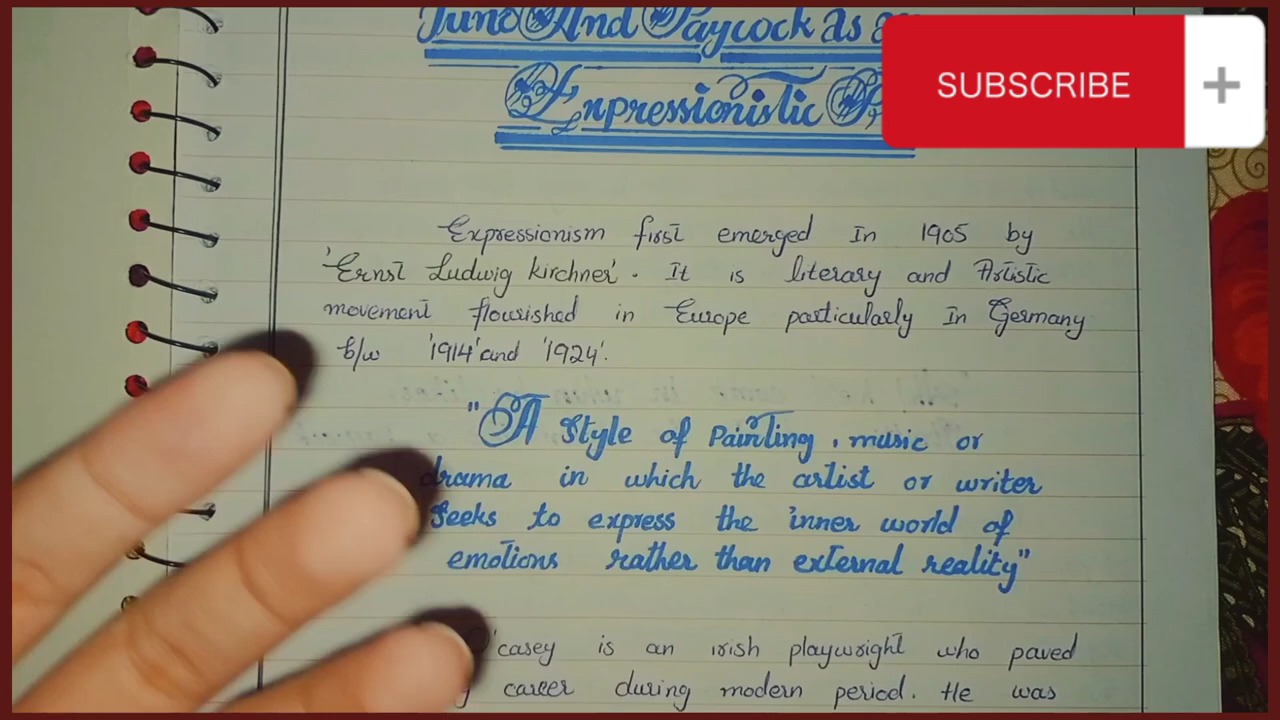 Juno And Paycock As a
SUBSCRIBE +
Expressionistic P
Expressionism first emerged In 1905 by
'Ernst Ludwig Kirchner'. It is literary and Artistic
movement flourished in Europe particularly In Germany
b/w '1914' and '1924'.
"A Style of Painting, music or
drama in which the artist or writer
Seeks to express the inner world of
emotions rather than external reality"
O'casey is an irish playwright who paved
career during modern period. He was